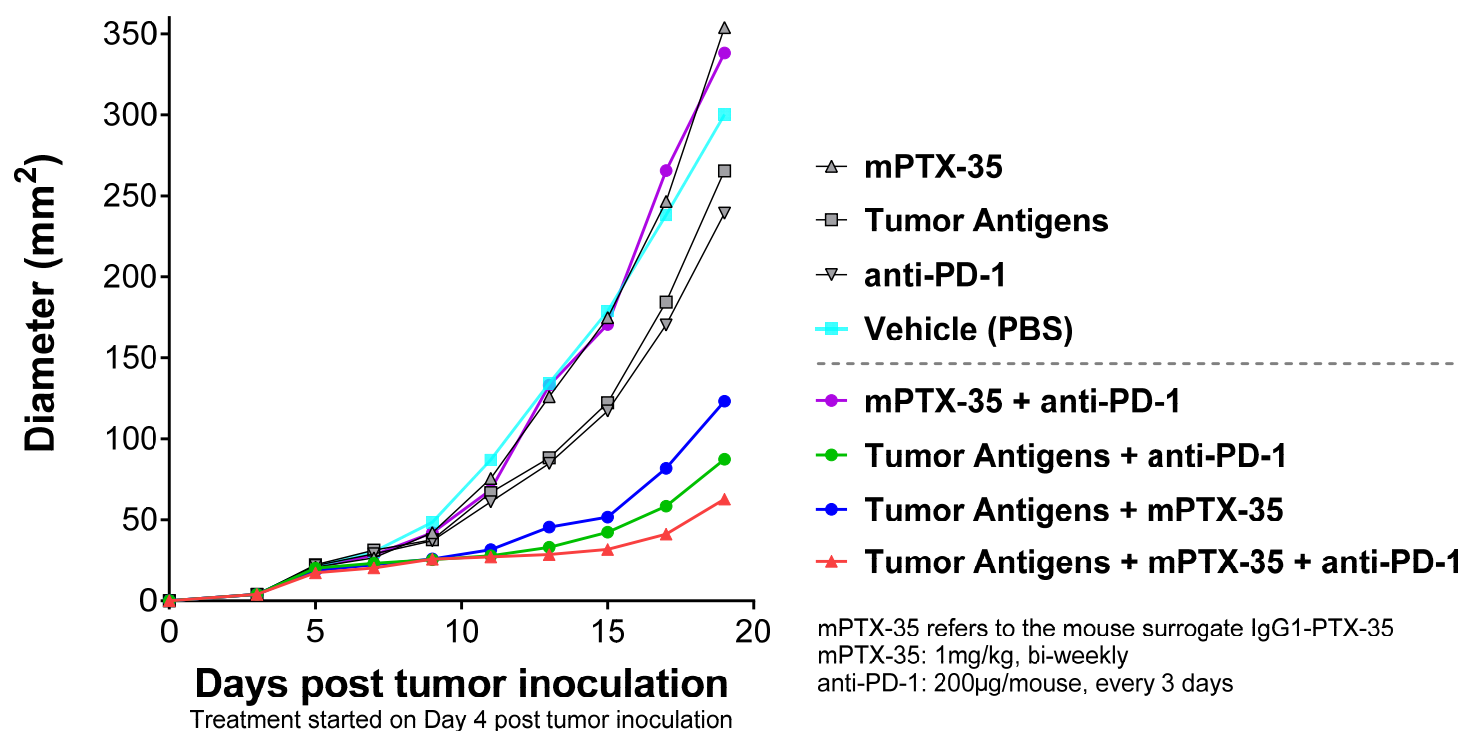 350
300
250
200
150
100
50
0
Diameter (mm²)
0 5 10 15 20
Days post tumor inoculation
Treatment started on Day 4 post tumor inoculation
mPTX-35
Tumor Antigens
anti-PD-1
Vehicle (PBS)
mPTX-35 + anti-PD-1
Tumor Antigens + anti-PD-1
Tumor Antigens + mPTX-35
Tumor Antigens + mPTX-35 + anti-PD-1
mPTX-35 refers to the mouse surrogate IgG1-PTX-35
mPTX-35: 1mg/kg, bi-weekly
anti-PD-1: 200µg/mouse, every 3 days